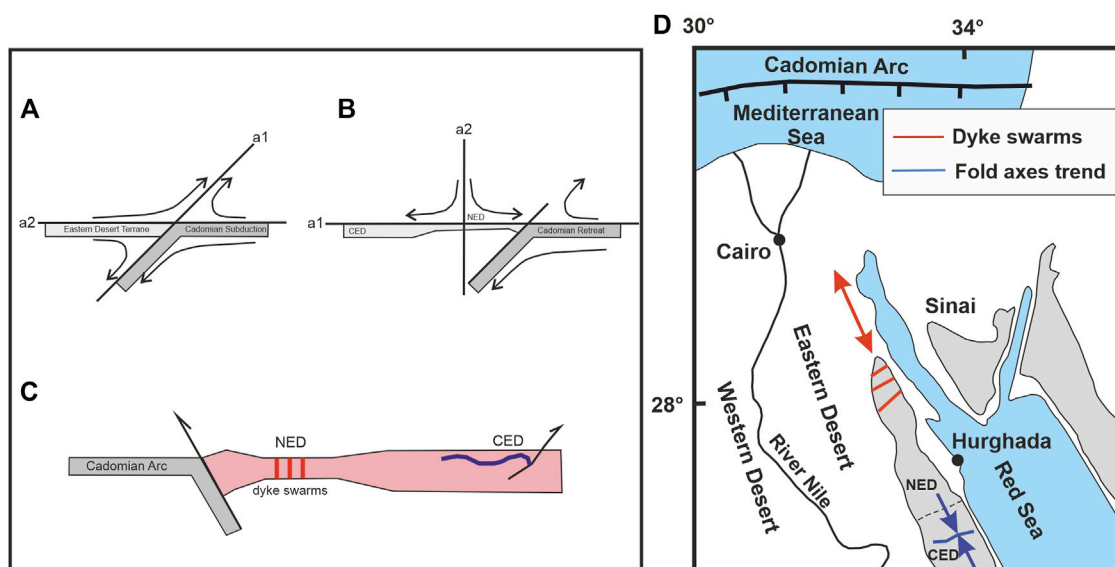 A
a1
a2
Eastern Desert Terrane
Cadomian Subduction
B
a2
NED
a1
CED
Cadomian Retreat
C
NED
CED
Cadomian Arc
dyke swarms
D
30°
34°
Cadomian Arc
Mediterranean
Sea
Dyke swarms
Fold axes trend
Cairo
Sinai
Eastern Desert
Western Desert
28°
River Nile
Hurghada
Red Sea
NED
CED